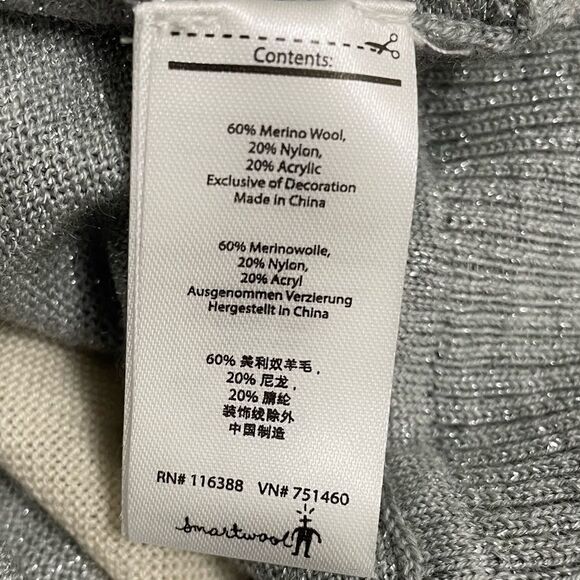 Contents:
60% Merino Wool,
20% Nylon,
20% Acrylic
Exclusive of Decoration
Made in China
60% Merinowolle,
20% Nylon,
20% Acryl
Ausgenommen Verzierung
Hergestellt in China
60% 美利奴羊毛,
20% 尼龙,
20% 腈纶
装饰线除外
中国制造
RN# 116388 VN# 751460
smartwool